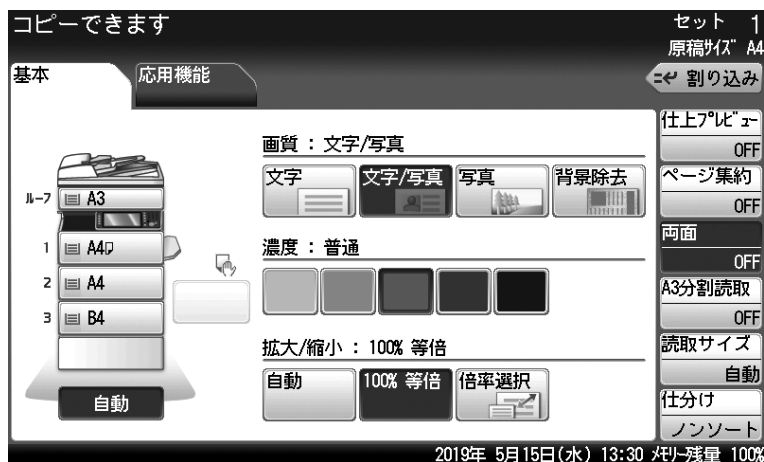 コピーできます
セット 1
原稿サイズ A4
基本
応用機能
割り込み
画質：文字/写真
文字
文字/写真
写真
背景除去
ルーフ A3
1 A4
2 A4
3 B4
自動
濃度：普通
拡大/縮小：100% 等倍
自動
100% 等倍
倍率選択
仕上プレビュー
OFF
ページ集約
OFF
両面
OFF
A3分割読取
OFF
読取サイズ
自動
仕分け
ノンソート
2019年 5月15日(水) 13:30 メモリー残量 100%